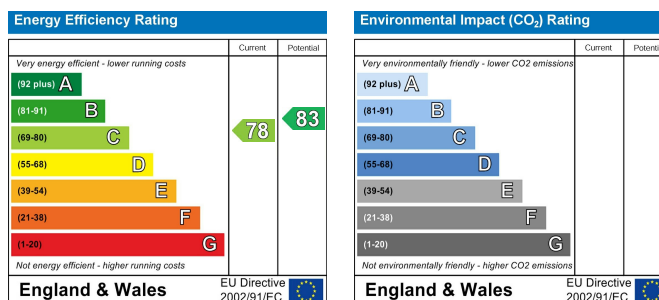 Energy Efficiency Rating
Current Potential
Very energy efficient - lower running costs
(92 plus) A
(81-91) B
(69-80) C
(55-68) D
(39-54) E
(21-38) F
(1-20) G
78
83
Not energy efficient - higher running costs
England & Wales
EU Directive
2002/91/EC
Environmental Impact (CO₂) Rating
Current
Very environmentally friendly - lower CO2 emissions
(92 plus) A
(81-91) B
(69-80) C
(55-68) D
(39-54) E
(21-38) F
(1-20) G
Not environmentally friendly - higher CO2 emissions
England & Wales
EU Directive
2002/91/EC